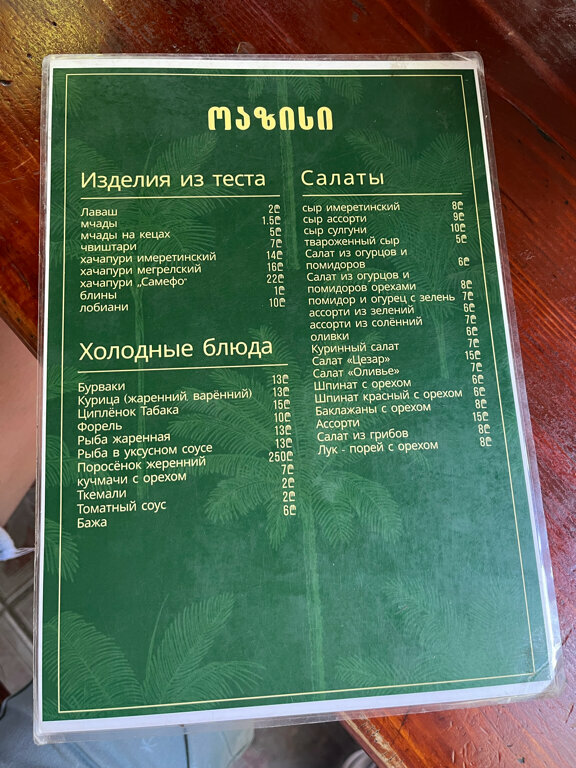 ოაზისი
Изделия из теста
Лаваш 2₾
мчады 1.5₾
мчады на кецах 5₾
чвиштари 7₾
хачапури имеретинский 14₾
хачапури мегрелский 16₾
хачапури „Самефо“ 22₾
блины 1₾
лобиани 10₾
Холодные блюда
Бурваки 13₾
Курица (жаренний, варённий) 13₾
Циплёнок Табака 15₾
Форель 10₾
Рыба жаренная 13₾
Рыба в уксусном соусе 13₾
Поросёнок жеренний 250₾
кучмачи с орехом 7₾
Ткемали 2₾
Томатный соус 2₾
Бажа 6₾
Салаты
сыр имеретинский 8₾
сыр ассорти 9₾
сыр сулгуни 10₾
твароженный сыр 5₾
Салат из огурцов и
помидоров 6₾
Салат из огурцов и
помидоров орехами 8₾
помидор и огурец с зелень 7₾
ассорти из зелений 6₾
ассорти из солённий 7₾
оливки 6₾
Куринный салат 7₾
Салат «Цезар» 15₾
Салат «Оливье» 7₾
Шпинат с орехом 6₾
Шпинат красный с орехом 6₾
Баклажаны с орехом 8₾
Ассорти 15₾
Салат из грибов 8₾
Лук - порей с орехом 8₾